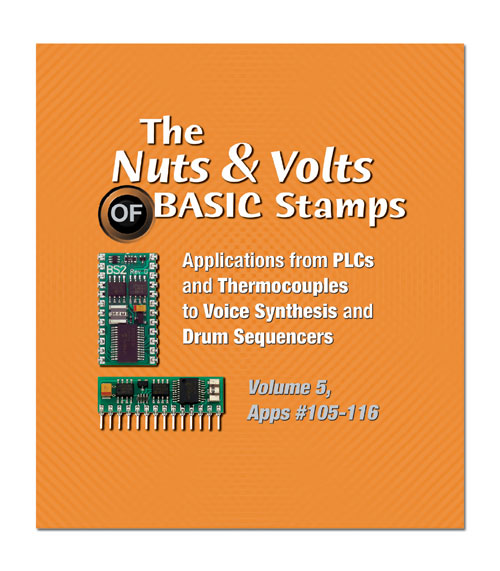 The
Nuts & Volts
OF BASIC Stamps
BS2
Applications from PLCs
and Thermocouples
to Voice Synthesis and
Drum Sequencers
Volume 5,
Apps #105-116